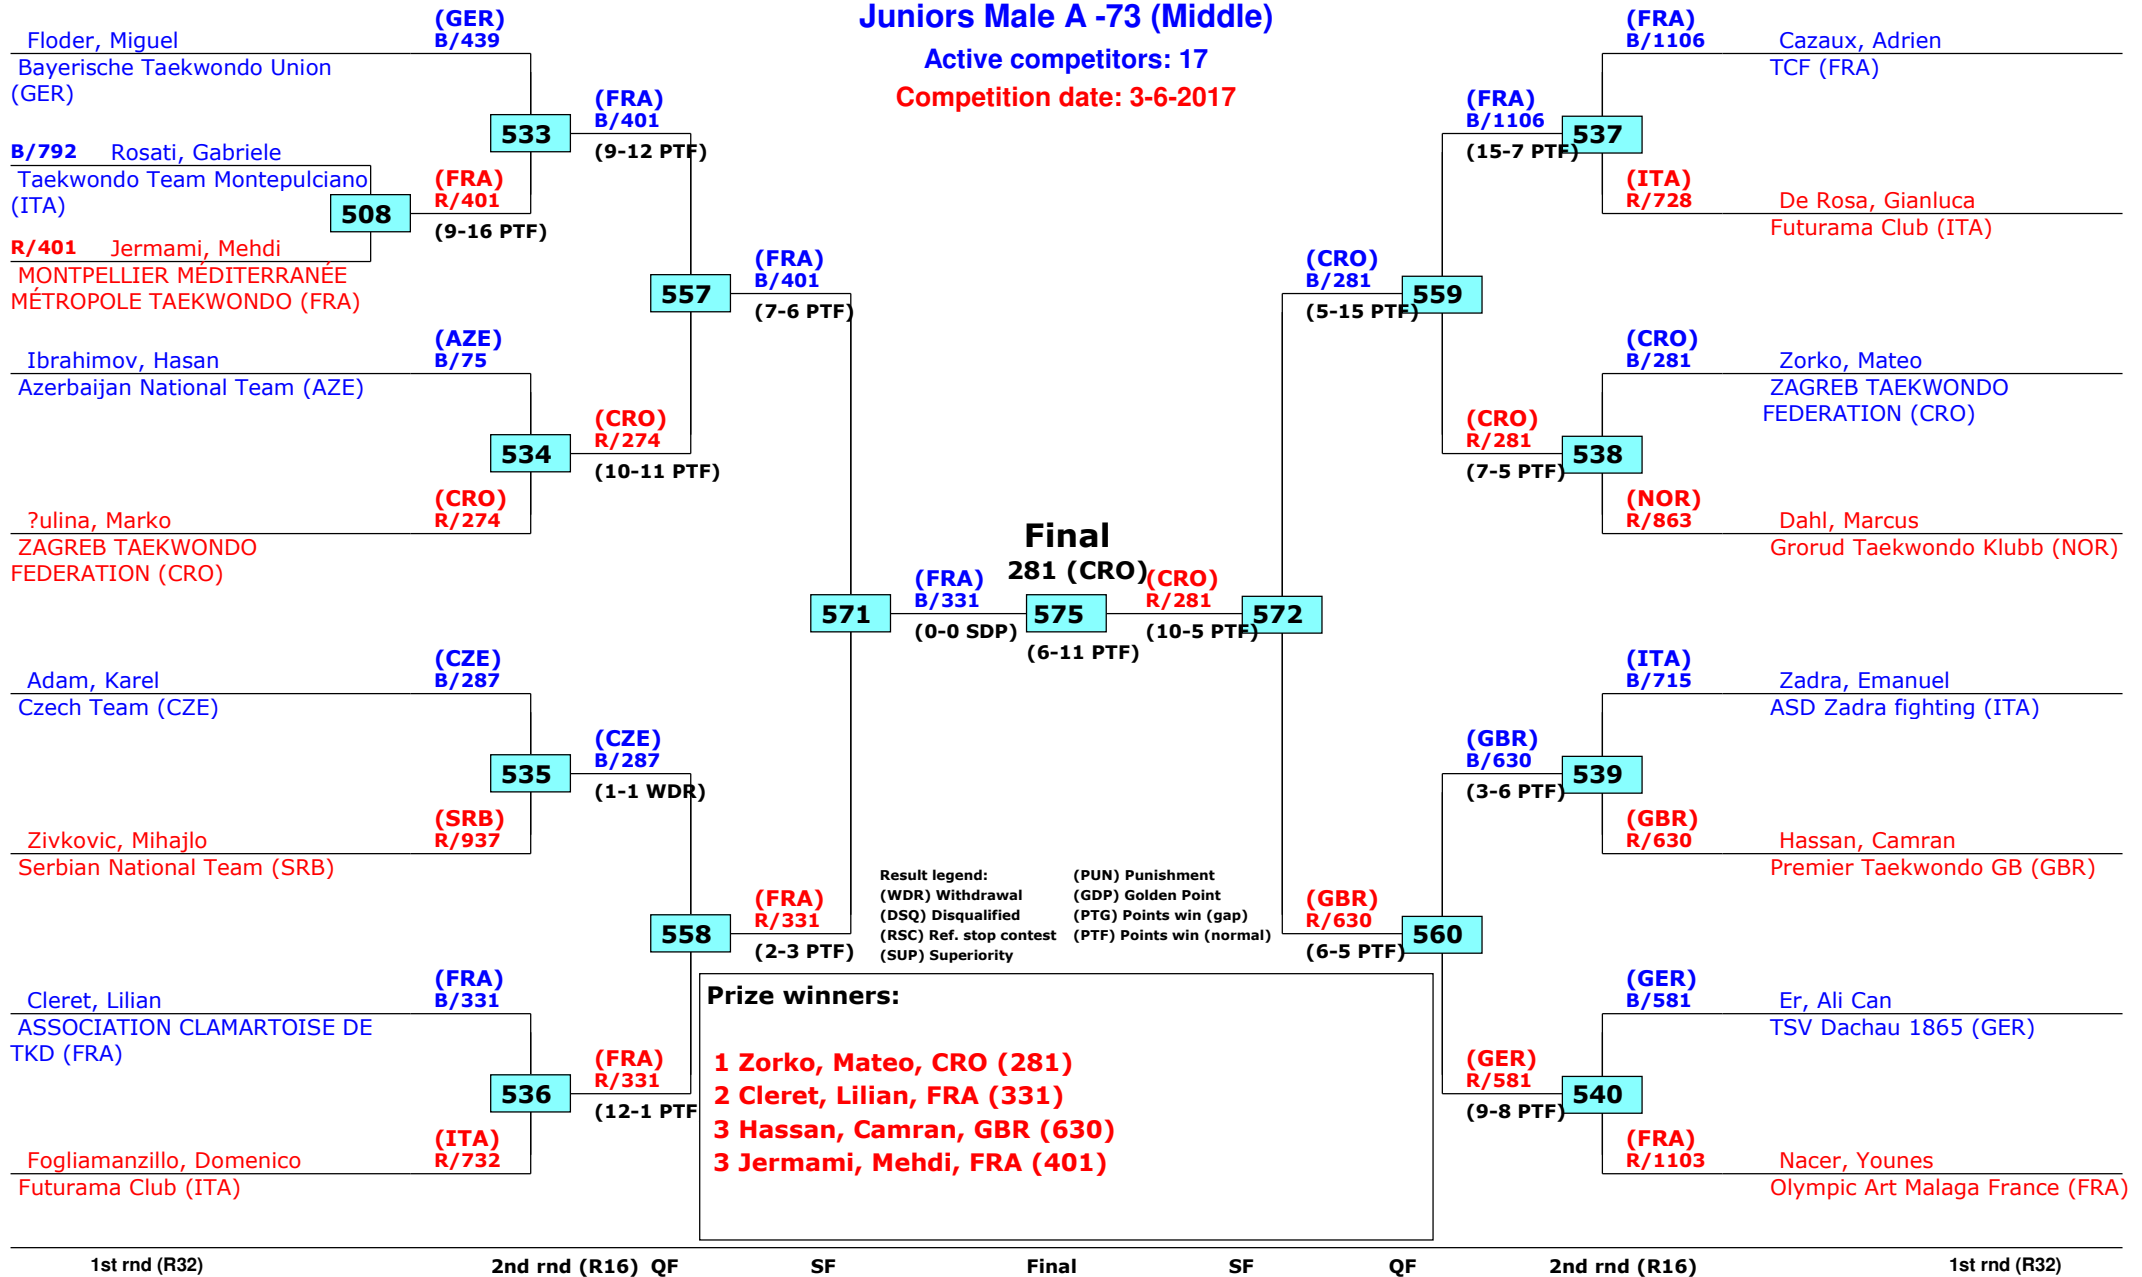 Juniors Male A -73 (Middle)
Active competitors: 17
Competition date: 3-6-2017
(GER)
Floder, Miguel B/439
Bayerische Taekwondo Union
(GER)
533
(FRA)
B/401
(9-12 PTF)
B/792 Rosati, Gabriele
Taekwondo Team Montepulciano
(ITA)
508
(FRA)
R/401
(9-16 PTF)
R/401 Jermami, Mehdi
MONTPELLIER MÉDITERRANÉE
MÉTROPOLE TAEKWONDO (FRA)
557
(FRA)
B/401
(7-6 PTF)
(AZE)
Ibrahimov, Hasan B/75
Azerbaijan National Team (AZE)
534
(CRO)
R/274
(10-11 PTF)
(CRO)
?ulina, Marko R/274
ZAGREB TAEKWONDO
FEDERATION (CRO)
571
(FRA)
B/331
(0-0 SDP)
Final
281 (CRO)
575
(6-11 PTF)
(CRO)
R/281
(10-5 PTF)
572
(CZE)
Adam, Karel B/287
Czech Team (CZE)
535
(CZE)
B/287
(1-1 WDR)
(SRB)
Zivkovic, Mihajlo R/937
Serbian National Team (SRB)
558
(FRA)
R/331
(2-3 PTF)
(FRA)
Cleret, Lilian B/331
ASSOCIATION CLAMARTOISE DE
TKD (FRA)
536
(FRA)
R/331
(12-1 PTF
(ITA)
Fogliamanzillo, Domenico R/732
Futurama Club (ITA)
(FRA)
B/1106 Cazaux, Adrien
TCF (FRA)
(FRA)
B/1106
(15-7 PTF)
537
(ITA)
R/728 De Rosa, Gianluca
Futurama Club (ITA)
(CRO)
B/281
(5-15 PTF)
559
(CRO)
B/281 Zorko, Mateo
ZAGREB TAEKWONDO
FEDERATION (CRO)
(CRO)
R/281
(7-5 PTF)
538
(NOR)
R/863 Dahl, Marcus
Grorud Taekwondo Klubb (NOR)
(ITA)
B/715 Zadra, Emanuel
ASD Zadra fighting (ITA)
(GBR)
B/630
(3-6 PTF)
539
(GBR)
R/630 Hassan, Camran
Premier Taekwondo GB (GBR)
(GBR)
R/630
(6-5 PTF)
560
(GER)
B/581 Er, Ali Can
TSV Dachau 1865 (GER)
(GER)
R/581
(9-8 PTF)
540
(FRA)
R/1103 Nacer, Younes
Olympic Art Malaga France (FRA)
Result legend: (PUN) Punishment
(WDR) Withdrawal (GDP) Golden Point
(DSQ) Disqualified (PTG) Points win (gap)
(RSC) Ref. stop contest (PTF) Points win (normal)
(SUP) Superiority
Prize winners:
1 Zorko, Mateo, CRO (281)
2 Cleret, Lilian, FRA (331)
3 Hassan, Camran, GBR (630)
3 Jermami, Mehdi, FRA (401)
1st rnd (R32) 2nd rnd (R16) QF SF Final SF QF 2nd rnd (R16) 1st rnd (R32)